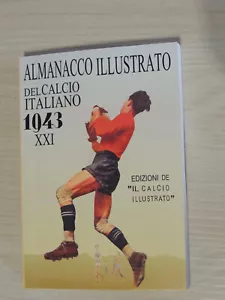 ALMANACCO ILLUSTRATO
DEL CALCIO
ITALIANO
1943
XXI
EDIZIONI DE
"IL CALCIO
ILLUSTRATO"